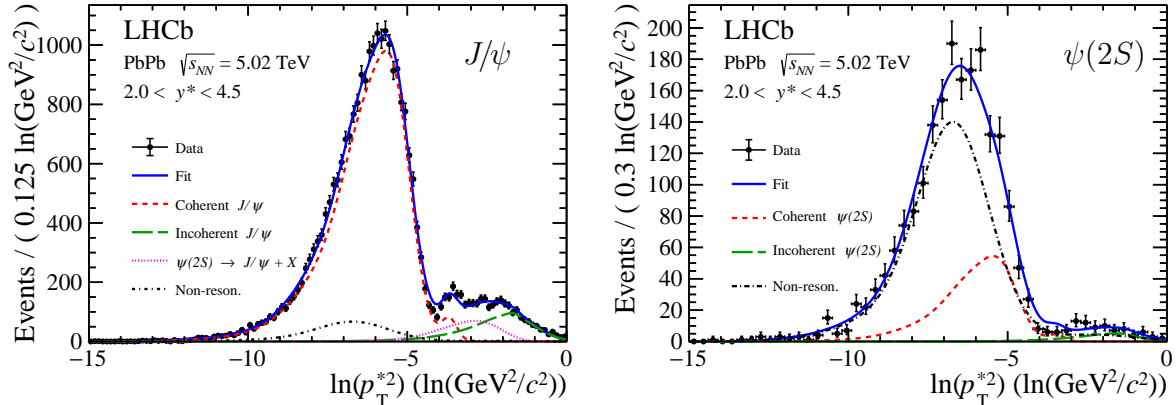 LHCb
PbPb √s_NN = 5.02 TeV
2.0 < y* < 4.5
J/ψ
Data
Fit
Coherent J/ψ
Incoherent J/ψ
ψ(2S) → J/ψ + X
Non-reson.
Events / ( 0.125 ln(GeV²/c²) )
1000
800
600
400
200
0
−15 −10 −5 0
ln(p_T^{*2}) (ln(GeV²/c²))
LHCb
PbPb √s_NN = 5.02 TeV
2.0 < y* < 4.5
ψ(2S)
Data
Fit
Coherent ψ(2S)
Incoherent ψ(2S)
Non-reson.
Events / ( 0.3 ln(GeV²/c²) )
200
180
160
140
120
100
80
60
40
20
0
−15 −10 −5 0
ln(p_T^{*2}) (ln(GeV²/c²))